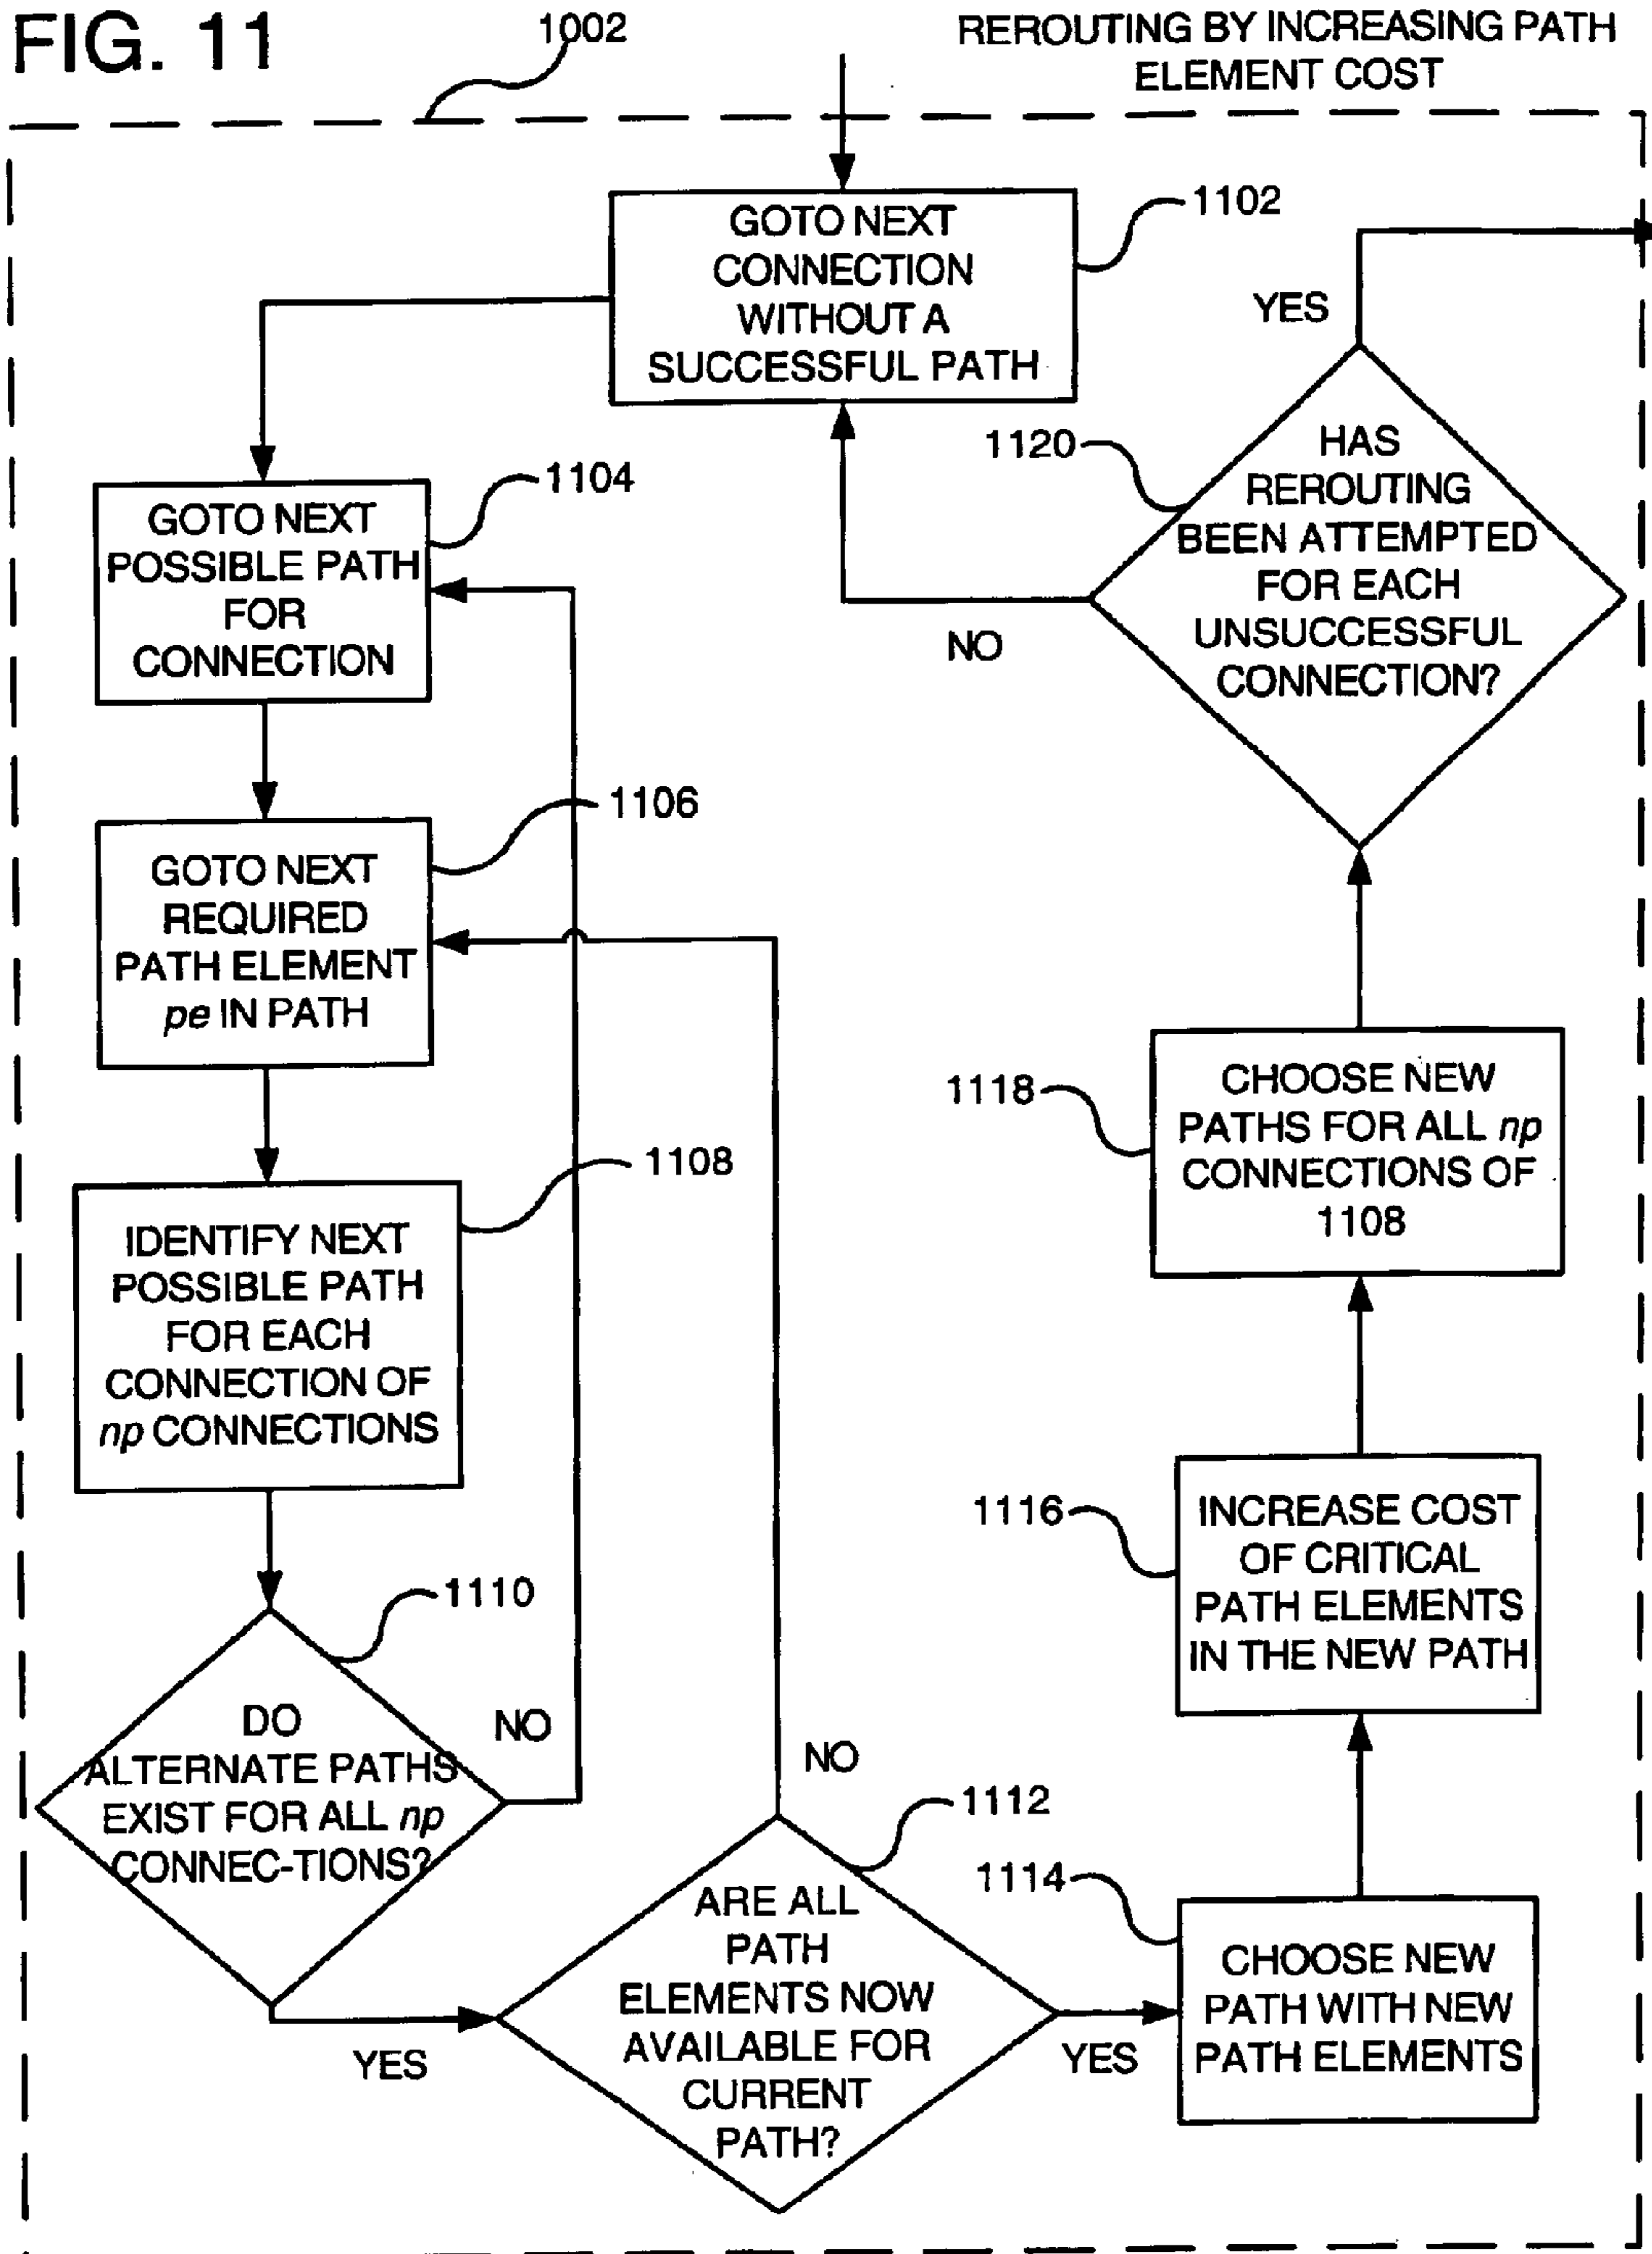 FIG. 11
1002
REROUTING BY INCREASING PATH
ELEMENT COST
GOTO NEXT
CONNECTION
WITHOUT A
SUCCESSFUL PATH
1102
YES
1120
HAS
REROUTING
BEEN ATTEMPTED
FOR EACH
UNSUCCESSFUL
CONNECTION?
NO
1104
GOTO NEXT
POSSIBLE PATH
FOR
CONNECTION
1106
GOTO NEXT
REQUIRED
PATH ELEMENT
pe IN PATH
1108
IDENTIFY NEXT
POSSIBLE PATH
FOR EACH
CONNECTION OF
np CONNECTIONS
1118
CHOOSE NEW
PATHS FOR ALL np
CONNECTIONS OF
1108
1116
INCREASE COST
OF CRITICAL
PATH ELEMENTS
IN THE NEW PATH
1110
DO
ALTERNATE PATHS
EXIST FOR ALL np
CONNEC-TIONS?
NO
YES
NO
1112
ARE ALL
PATH
ELEMENTS NOW
AVAILABLE FOR
CURRENT
PATH?
YES
1114
CHOOSE NEW
PATH WITH NEW
PATH ELEMENTS